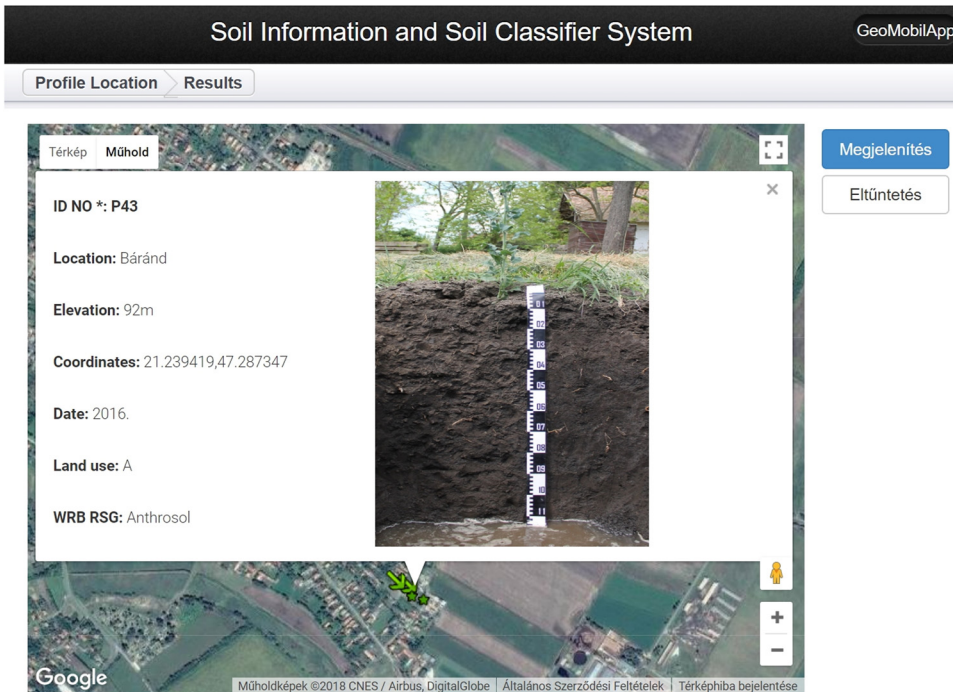 Soil Information and Soil Classifier System
GeoMobilApp
Profile Location Results
Térkép Műhold
Megjelenítés
Eltűntetés
ID NO *: P43
Location: Báránd
Elevation: 92m
Coordinates: 21.239419,47.287347
Date: 2016.
Land use: A
WRB RSG: Anthrosol
01
02
03
04
05
06
07
08
09
10
11
Google
Műholdképek ©2018 CNES / Airbus, DigitalGlobe Általános Szerződési Feltételek Térképhiba bejelentése